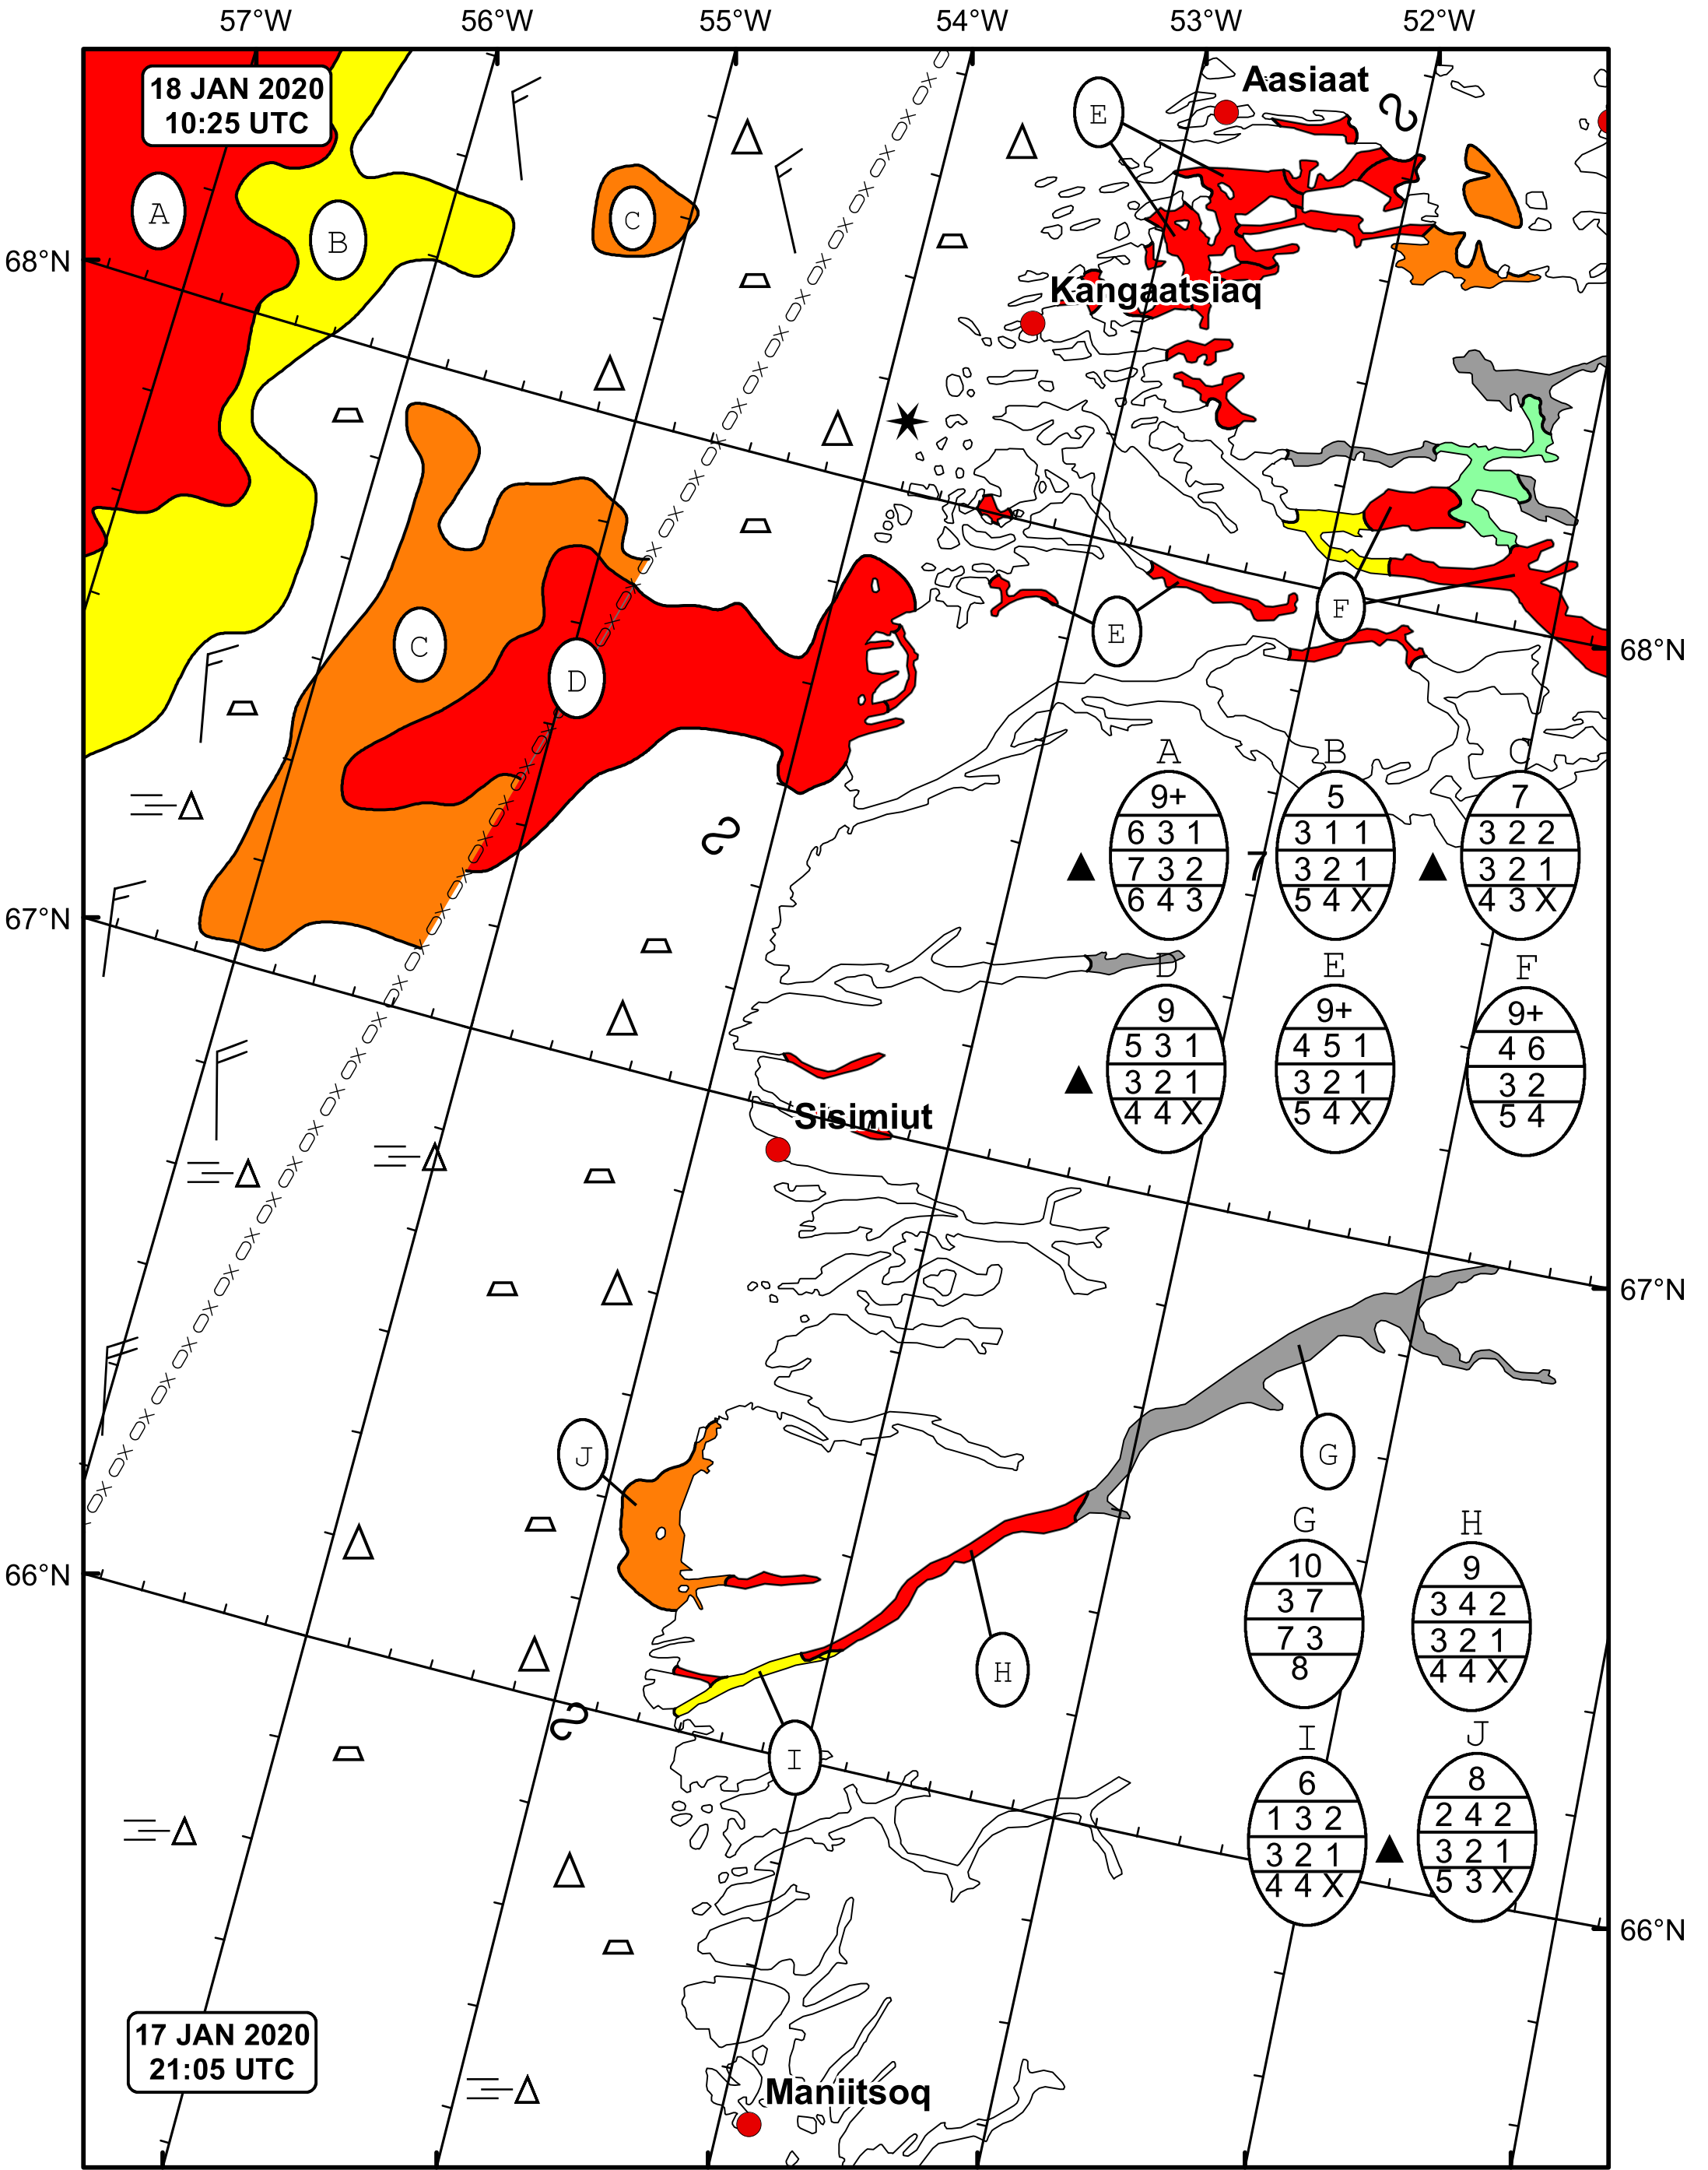 57°W 56°W 55°W 54°W 53°W 52°W
18 JAN 2020
10:25 UTC
Aasiaat
E
A
B
C
68°N
Kangaatsiaq
C
D
E
F
68°N
A B C
9+ 5 7
6 3 1 3 1 1 3 2 2
7 3 2 7 3 2 1 3 2 1
6 4 3 5 4 X 4 3 X
67°N
D E F
9 9+ 9+
5 3 1 4 5 1 4 6
3 2 1 3 2 1 3 2
4 4 X 5 4 X 5 4
Sisimiut
67°N
J
G
66°N
G H
10 9
3 7 3 4 2
7 3 3 2 1
8 4 4 X
H
I
I J
6 8
1 3 2 2 4 2
3 2 1 3 2 1
4 4 X 5 3 X
66°N
17 JAN 2020
21:05 UTC
Maniitsoq